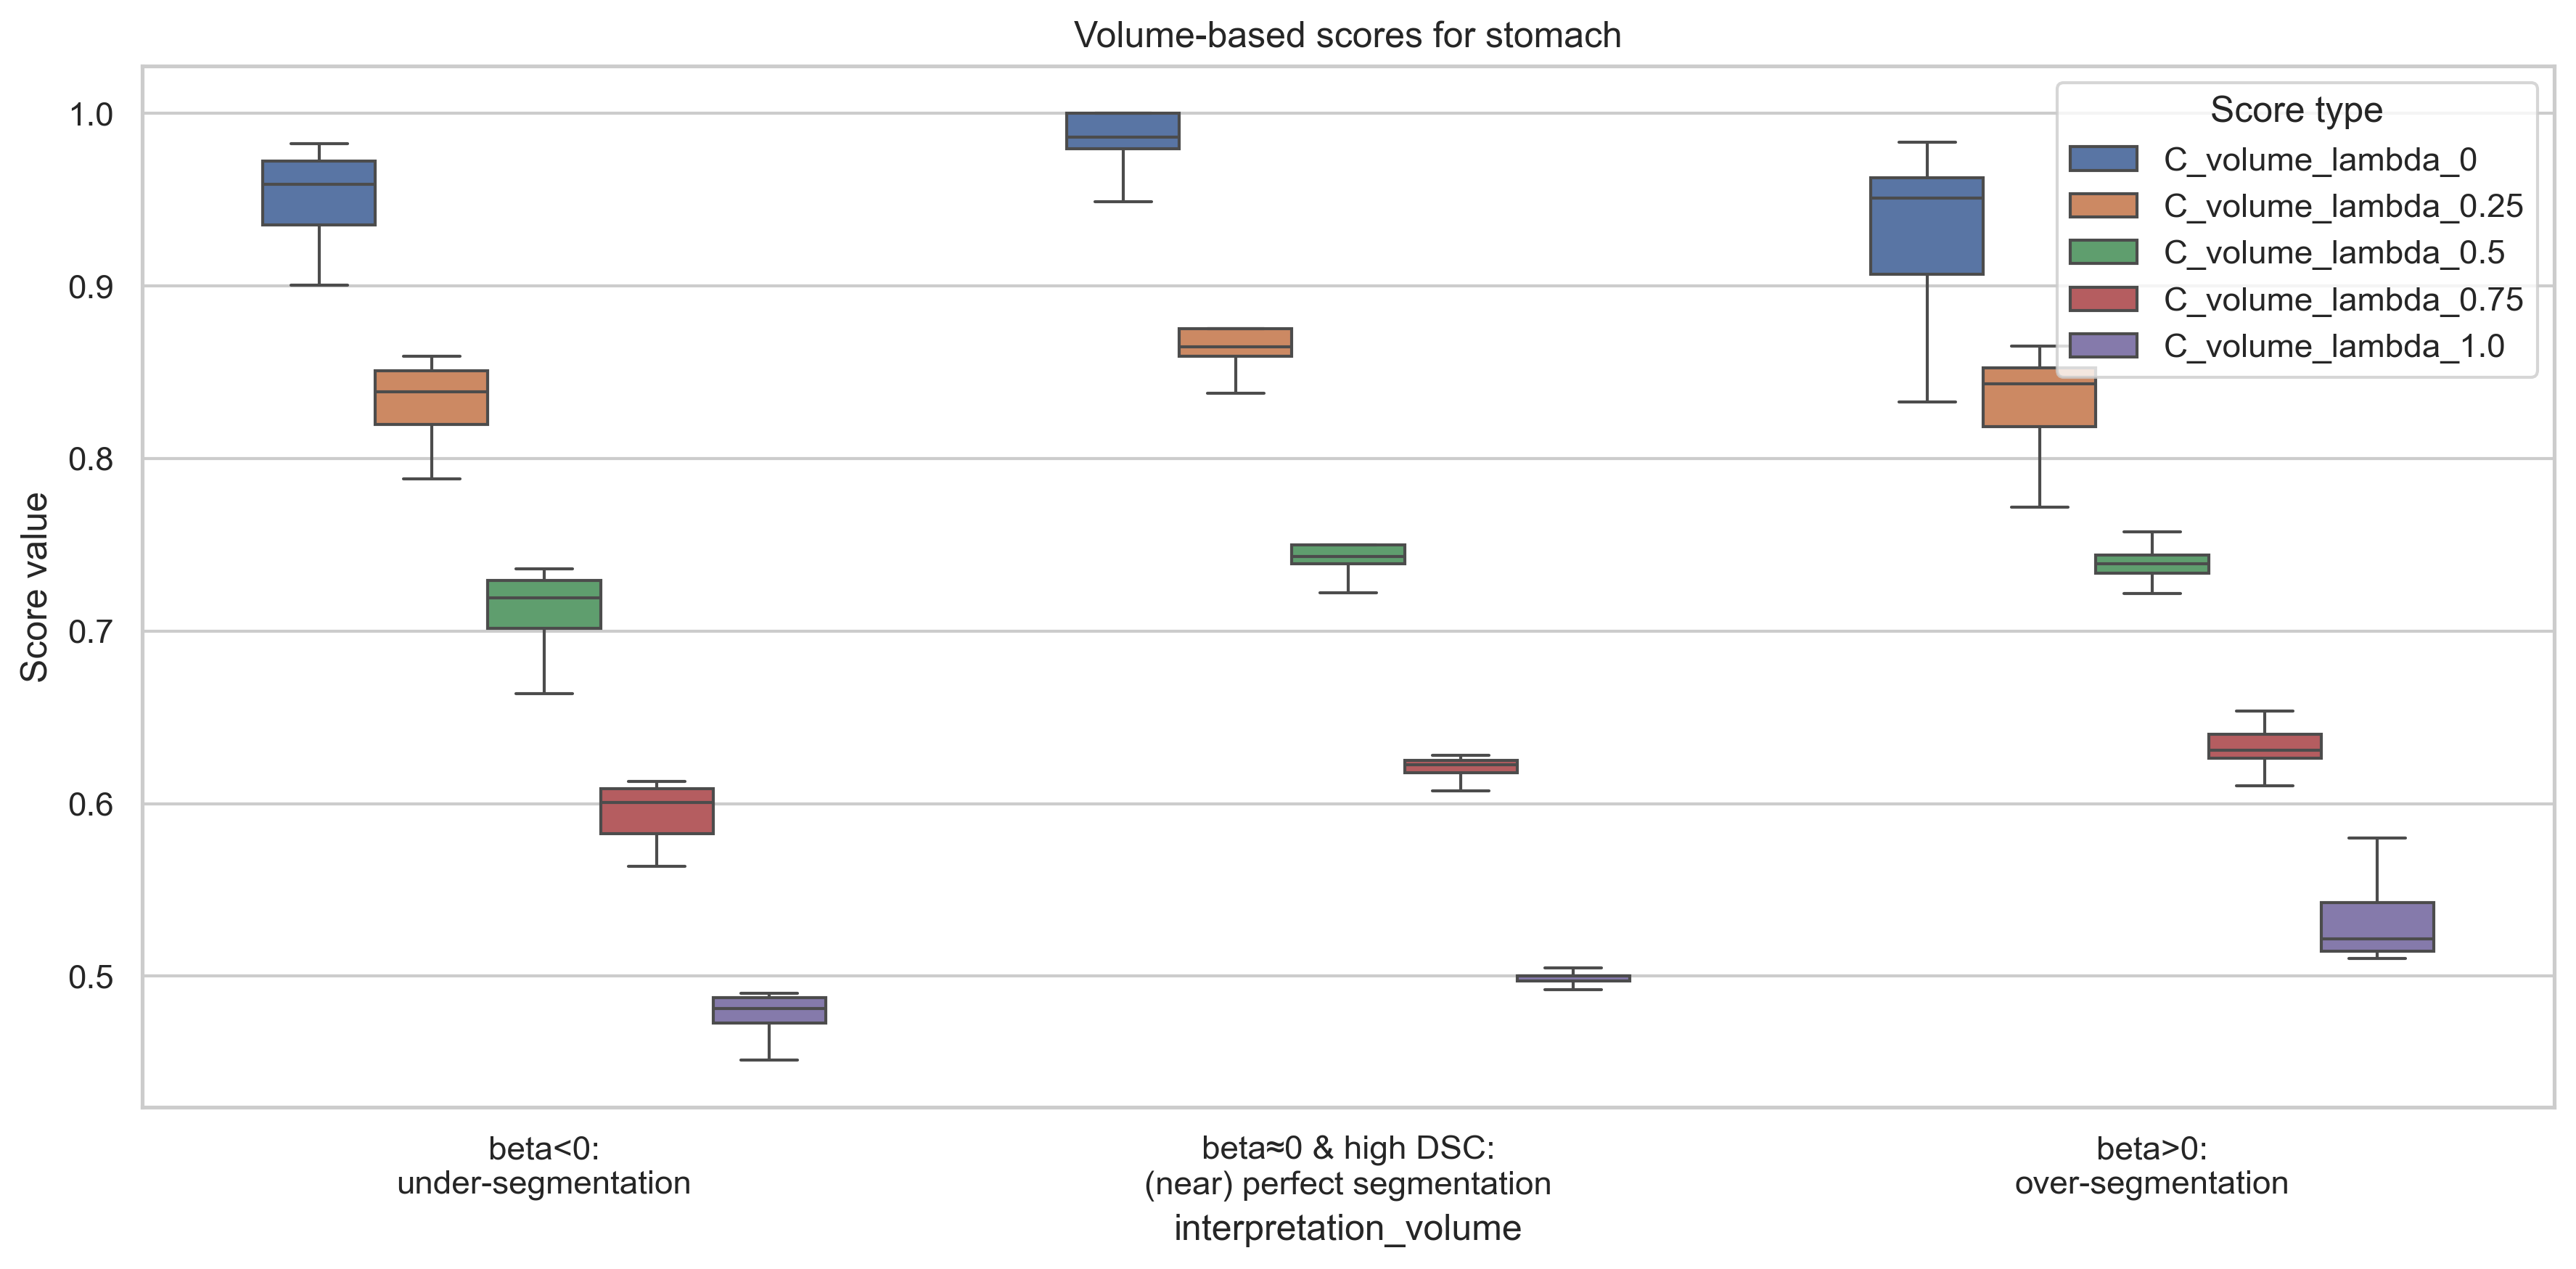 Volume-based scores for stomach
Score type
C_volume_lambda_0
C_volume_lambda_0.25
C_volume_lambda_0.5
C_volume_lambda_0.75
C_volume_lambda_1.0
Score value
1.0
0.9
0.8
0.7
0.6
0.5
beta<0:
under-segmentation
beta≈0 & high DSC:
(near) perfect segmentation
beta>0:
over-segmentation
interpretation_volume